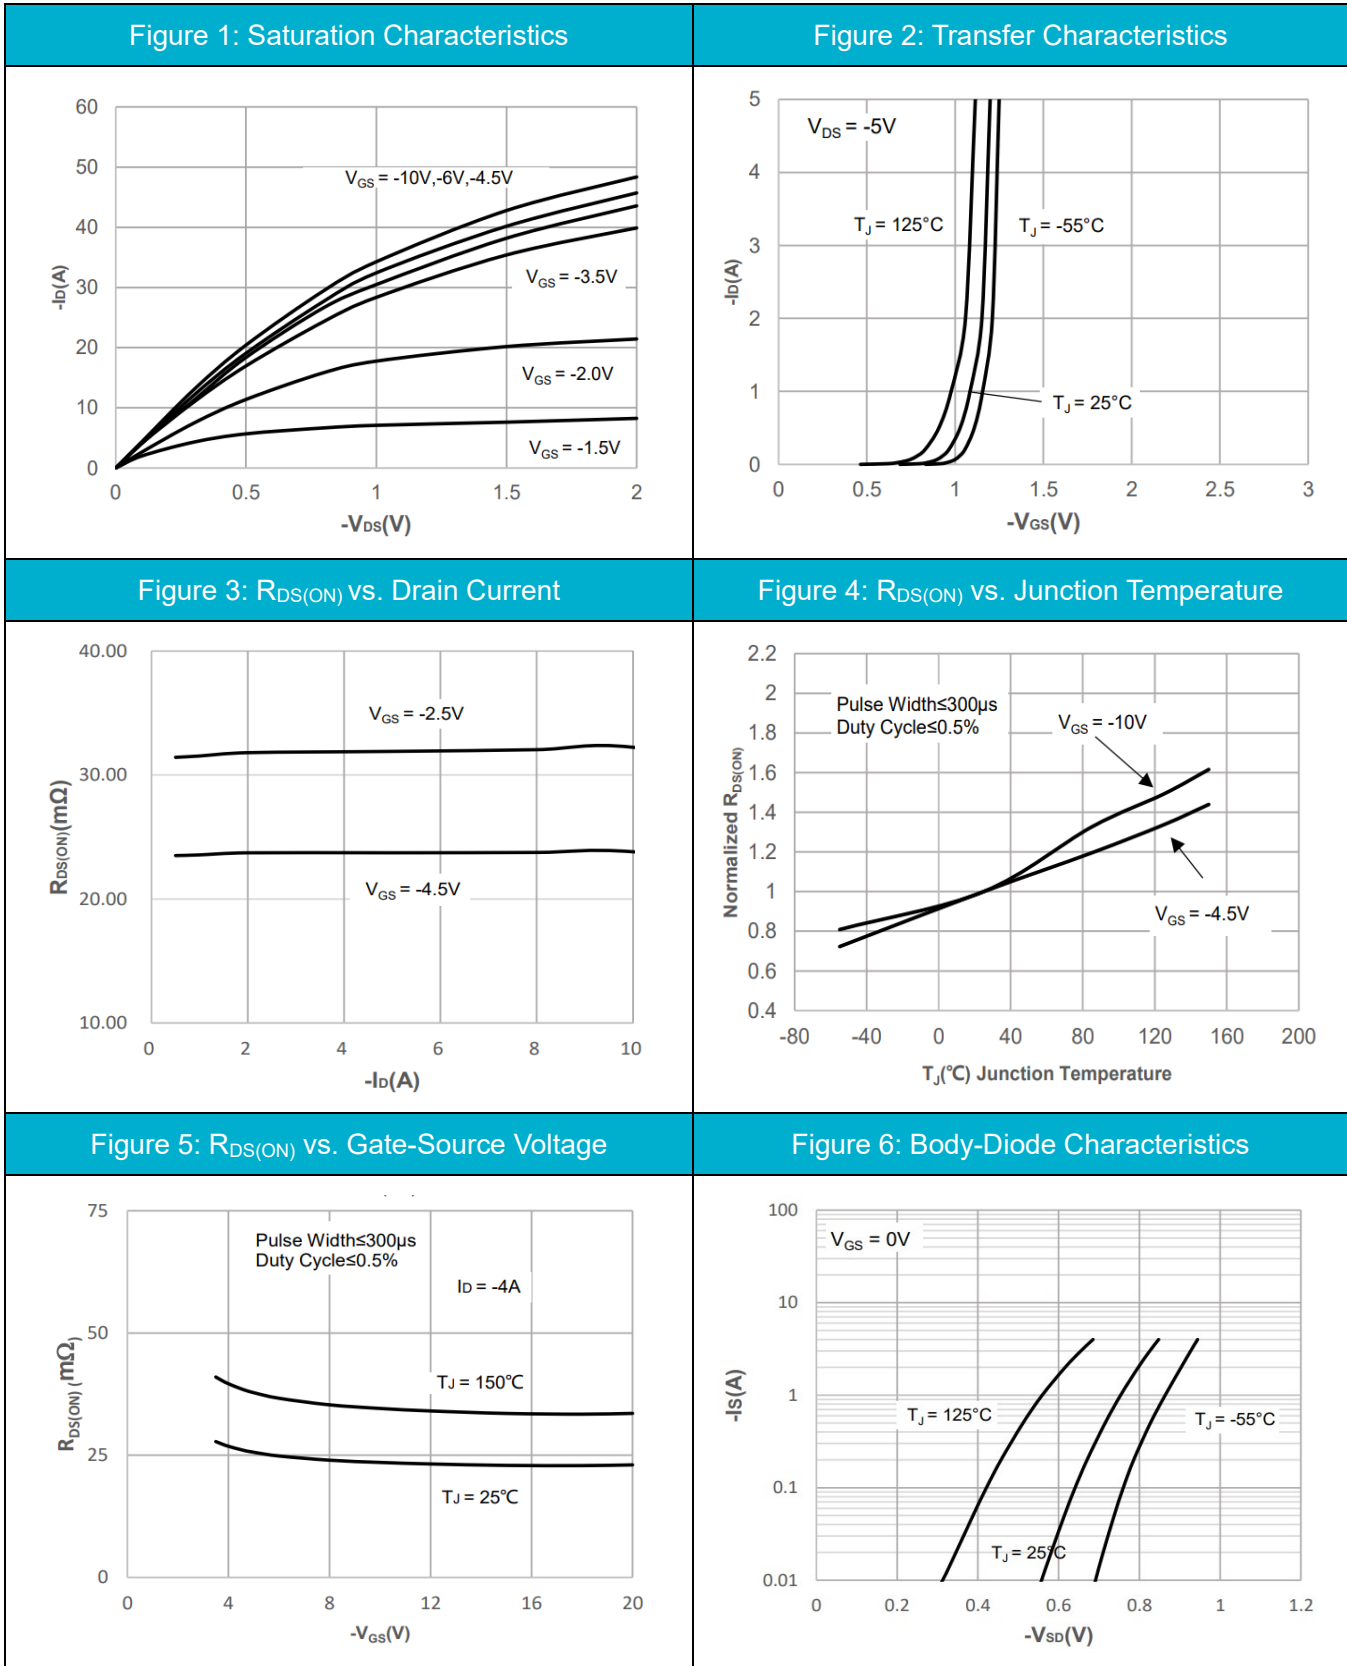 Figure 1: Saturation Characteristics
Figure 2: Transfer Characteristics
60
50
40
30
20
10
0
-ID(A)
VGS = -10V,-6V,-4.5V
VGS = -3.5V
VGS = -2.0V
VGS = -1.5V
0 0.5 1 1.5 2
-VDS(V)
5
4
3
2
1
0
-ID(A)
VDS = -5V
TJ = 125°C
TJ = -55°C
TJ = 25°C
0 0.5 1 1.5 2 2.5 3
-VGS(V)
Figure 3: RDS(ON) vs. Drain Current
Figure 4: RDS(ON) vs. Junction Temperature
40.00
30.00
20.00
10.00
RDS(ON)(mΩ)
VGS = -2.5V
VGS = -4.5V
0 2 4 6 8 10
-ID(A)
2.2
2
1.8
1.6
1.4
1.2
1
0.8
0.6
0.4
Normalized RDS(ON)
Pulse Width≤300µs
Duty Cycle≤0.5%
VGS = -10V
VGS = -4.5V
-80 -40 0 40 80 120 160 200
TJ(℃) Junction Temperature
Figure 5: RDS(ON) vs. Gate-Source Voltage
Figure 6: Body-Diode Characteristics
75
50
25
0
RDS(ON) (mΩ)
Pulse Width≤300µs
Duty Cycle≤0.5%
ID = -4A
TJ = 150℃
TJ = 25℃
0 4 8 12 16 20
-VGS(V)
100
10
1
0.1
0.01
-IS(A)
VGS = 0V
TJ = 125°C
TJ = -55°C
TJ = 25°C
0 0.2 0.4 0.6 0.8 1 1.2
-VSD(V)